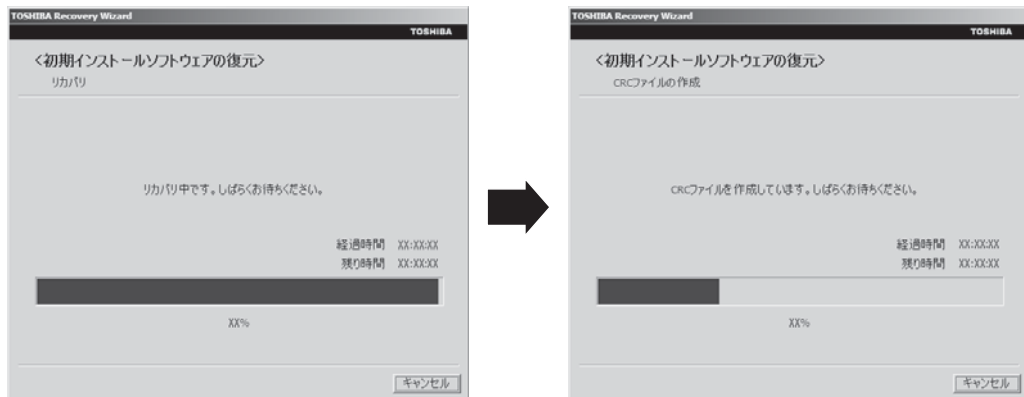 TOSHIBA Recovery Wizard
TOSHIBA
<初期インストールソフトウェアの復元>
リカバリ
リカバリ中です。しばらくお待ちください。
経過時間 XX:XX:XX
残り時間 XX:XX:XX
XX%
キャンセル
TOSHIBA Recovery Wizard
TOSHIBA
<初期インストールソフトウェアの復元>
CRCファイルの作成
CRCファイルを作成しています。しばらくお待ちください。
経過時間 XX:XX:XX
残り時間 XX:XX:XX
XX%
キャンセル